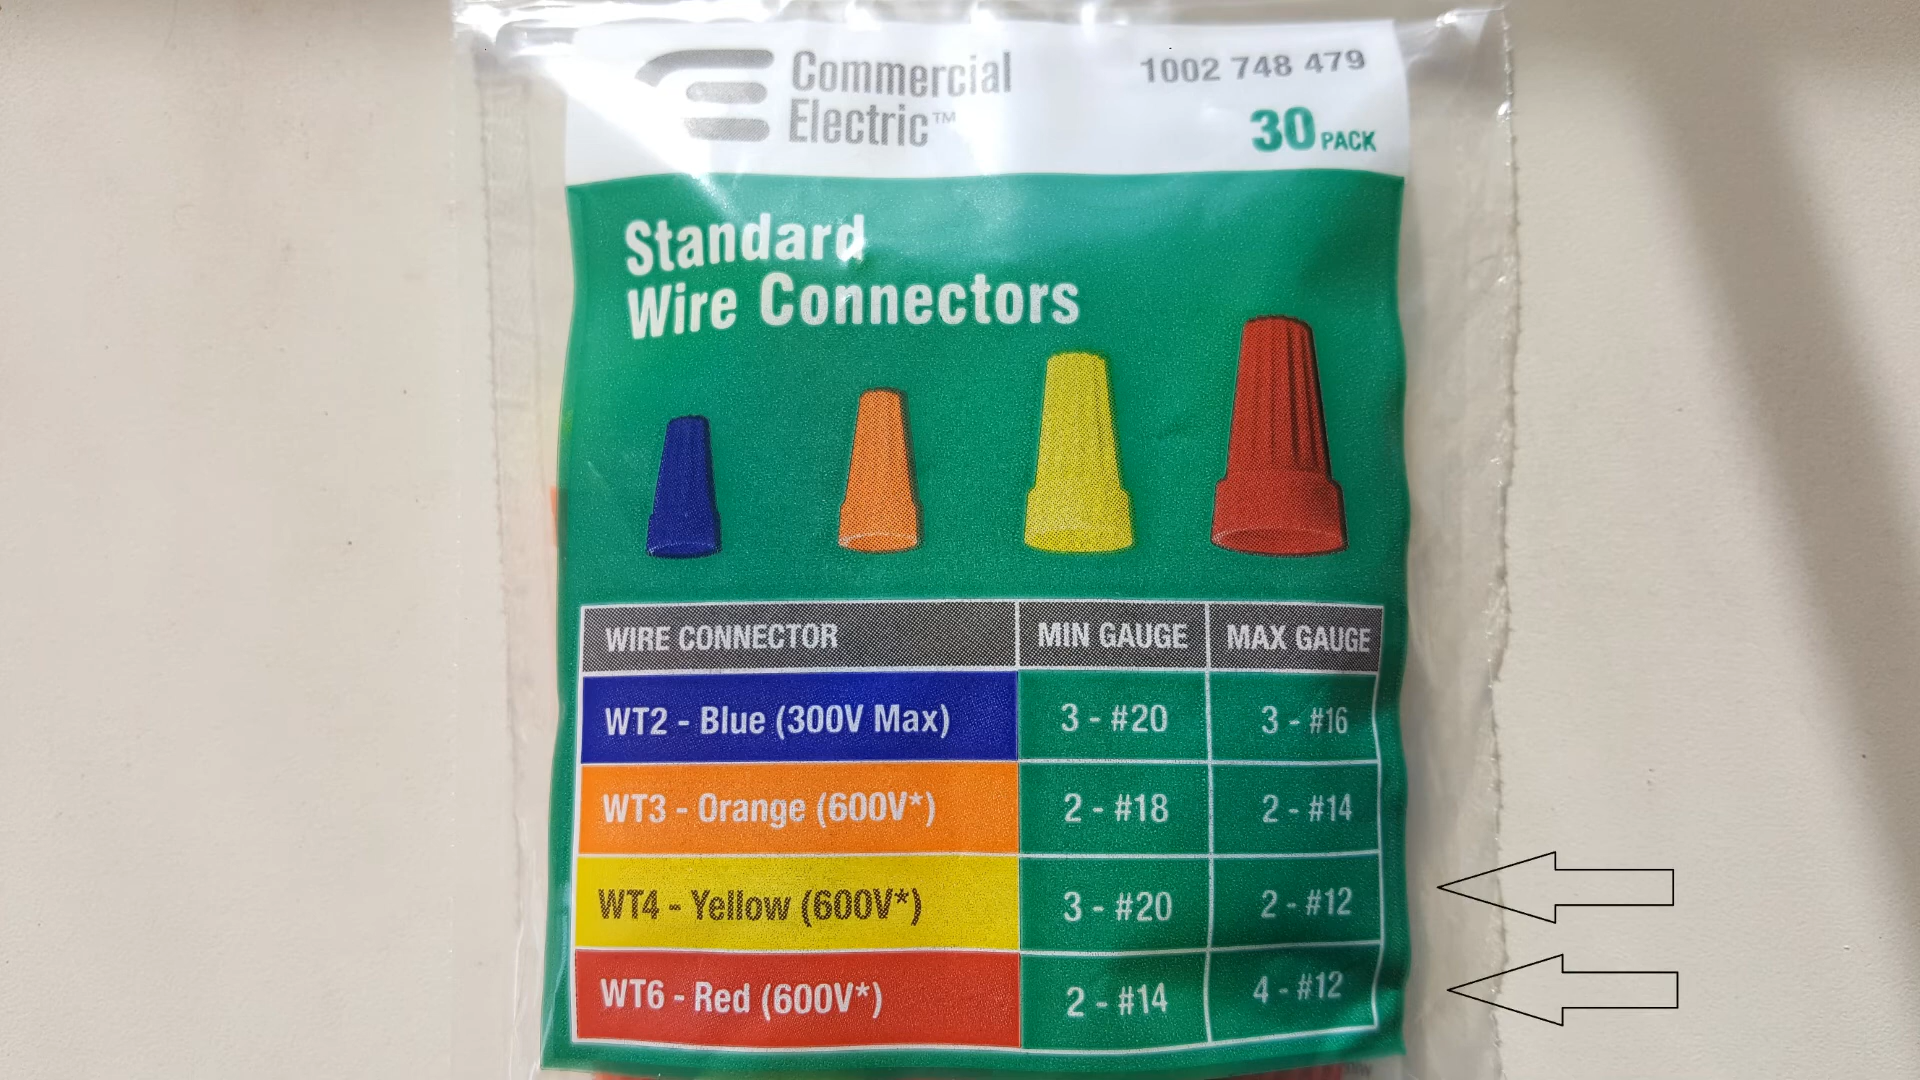 Commercial
Electric™
1002 748 479
30 PACK
Standard
Wire Connectors
WIRE CONNECTOR MIN GAUGE MAX GAUGE
WT2 - Blue (300V Max) 3 - #20 3 - #16
WT3 - Orange (600V*) 2 - #18 2 - #14
WT4 - Yellow (600V*) 3 - #20 2 - #12
WT6 - Red (600V*) 2 - #14 4 - #12